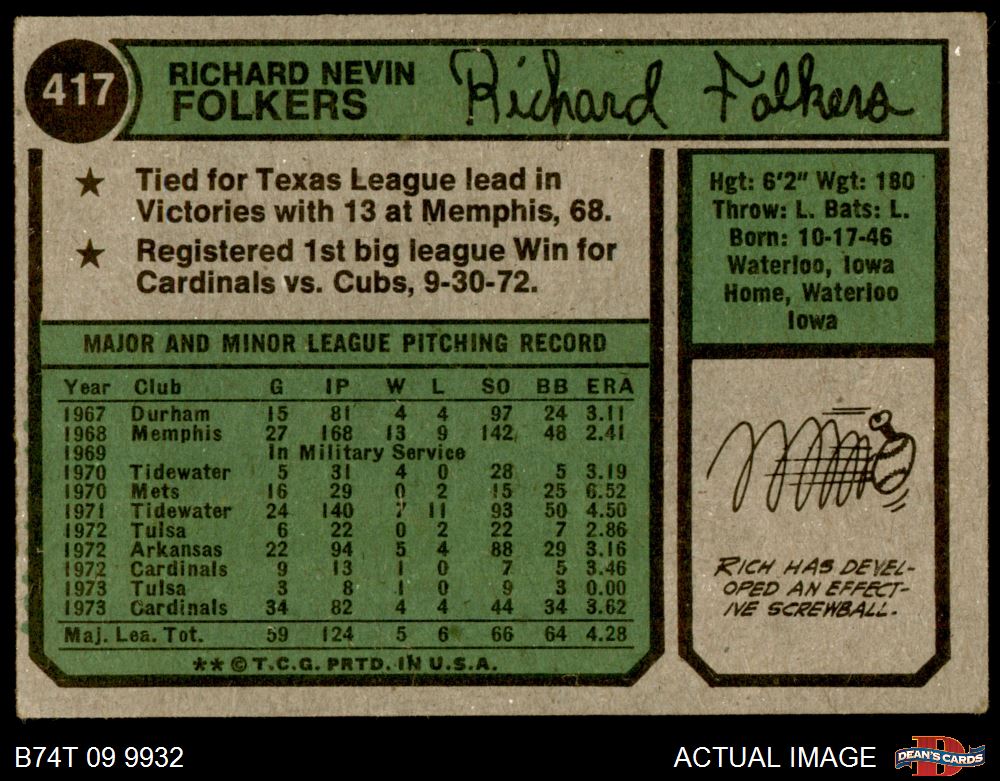 417
RICHARD NEVIN
FOLKERS
Richard Folkers
★ Tied for Texas League lead in
Victories with 13 at Memphis, 68.
★ Registered 1st big league Win for
Cardinals vs. Cubs, 9-30-72.
Hgt: 6'2" Wgt: 180
Throw: L. Bats: L.
Born: 10-17-46
Waterloo, Iowa
Home, Waterloo
Iowa
MAJOR AND MINOR LEAGUE PITCHING RECORD
Year Club G IP W L SO BB ERA
1967 Durham 15 81 4 4 97 24 3.11
1968 Memphis 27 168 13 9 142 48 2.41
1969 In Military Service
1970 Tidewater 5 31 4 0 28 5 3.19
1970 Mets 16 29 0 2 15 25 6.52
1971 Tidewater 24 140 7 11 93 50 4.50
1972 Tulsa 6 22 0 2 22 7 2.86
1972 Arkansas 22 94 5 4 88 29 3.16
1972 Cardinals 9 13 1 0 7 5 3.46
1973 Tulsa 3 8 1 0 9 3 0.00
1973 Cardinals 34 82 4 4 44 34 3.62
Maj. Lea. Tot. 59 124 5 6 66 64 4.28
** © T.C.G. PRTD. IN U.S.A.
RICH HAS DEVEL-
OPED AN EFFECT-
IVE SCREWBALL.
B74T 09 9932
ACTUAL IMAGE
D
DEAN'S CARDS